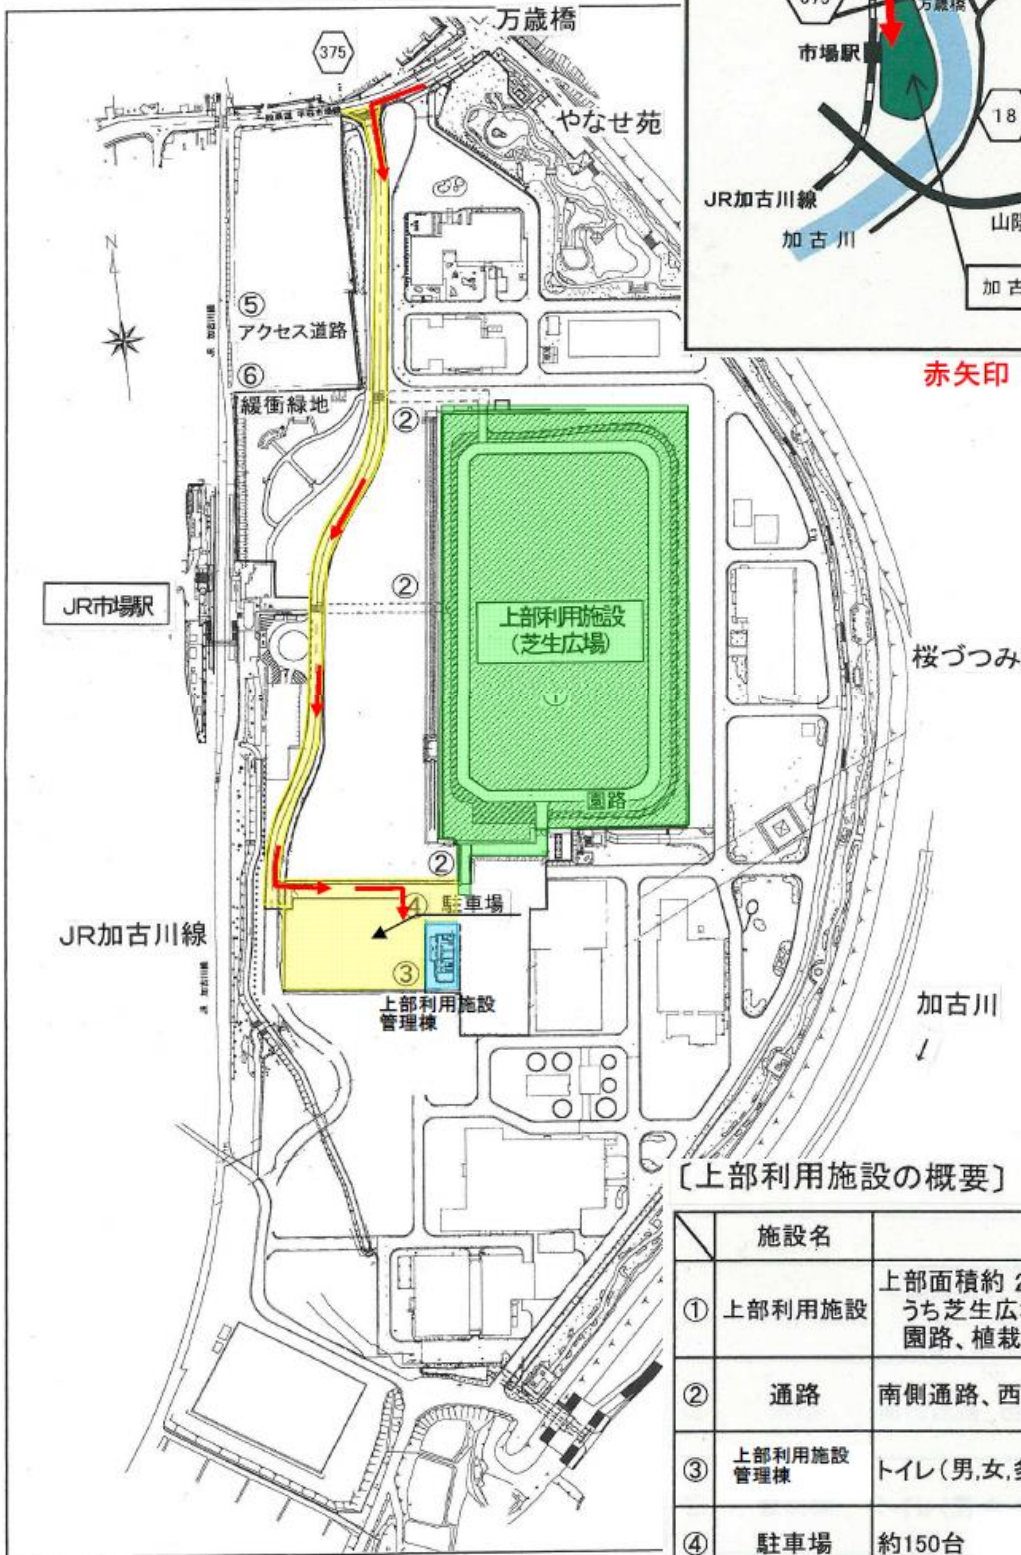 万歳橋
375
やなせ苑
N
⑤
アクセス道路
⑥
緩衝緑地
②
②
JR市場駅
上部利用施設
(芝生広場)
①
園路
桜づつみ
②
④ 駐車場
JR加古川線
③
上部利用施設
管理棟
加古川
万歳橋
市場駅
18
JR加古川線
加古川
山陽
加古
赤矢印
〔上部利用施設の概要〕
施設名
① 上部利用施設 上部面積約 2
うち芝生広
園路、植栽
② 通路 南側通路、西
③ 上部利用施設
管理棟 トイレ(男,女,多
④ 駐車場 約150台